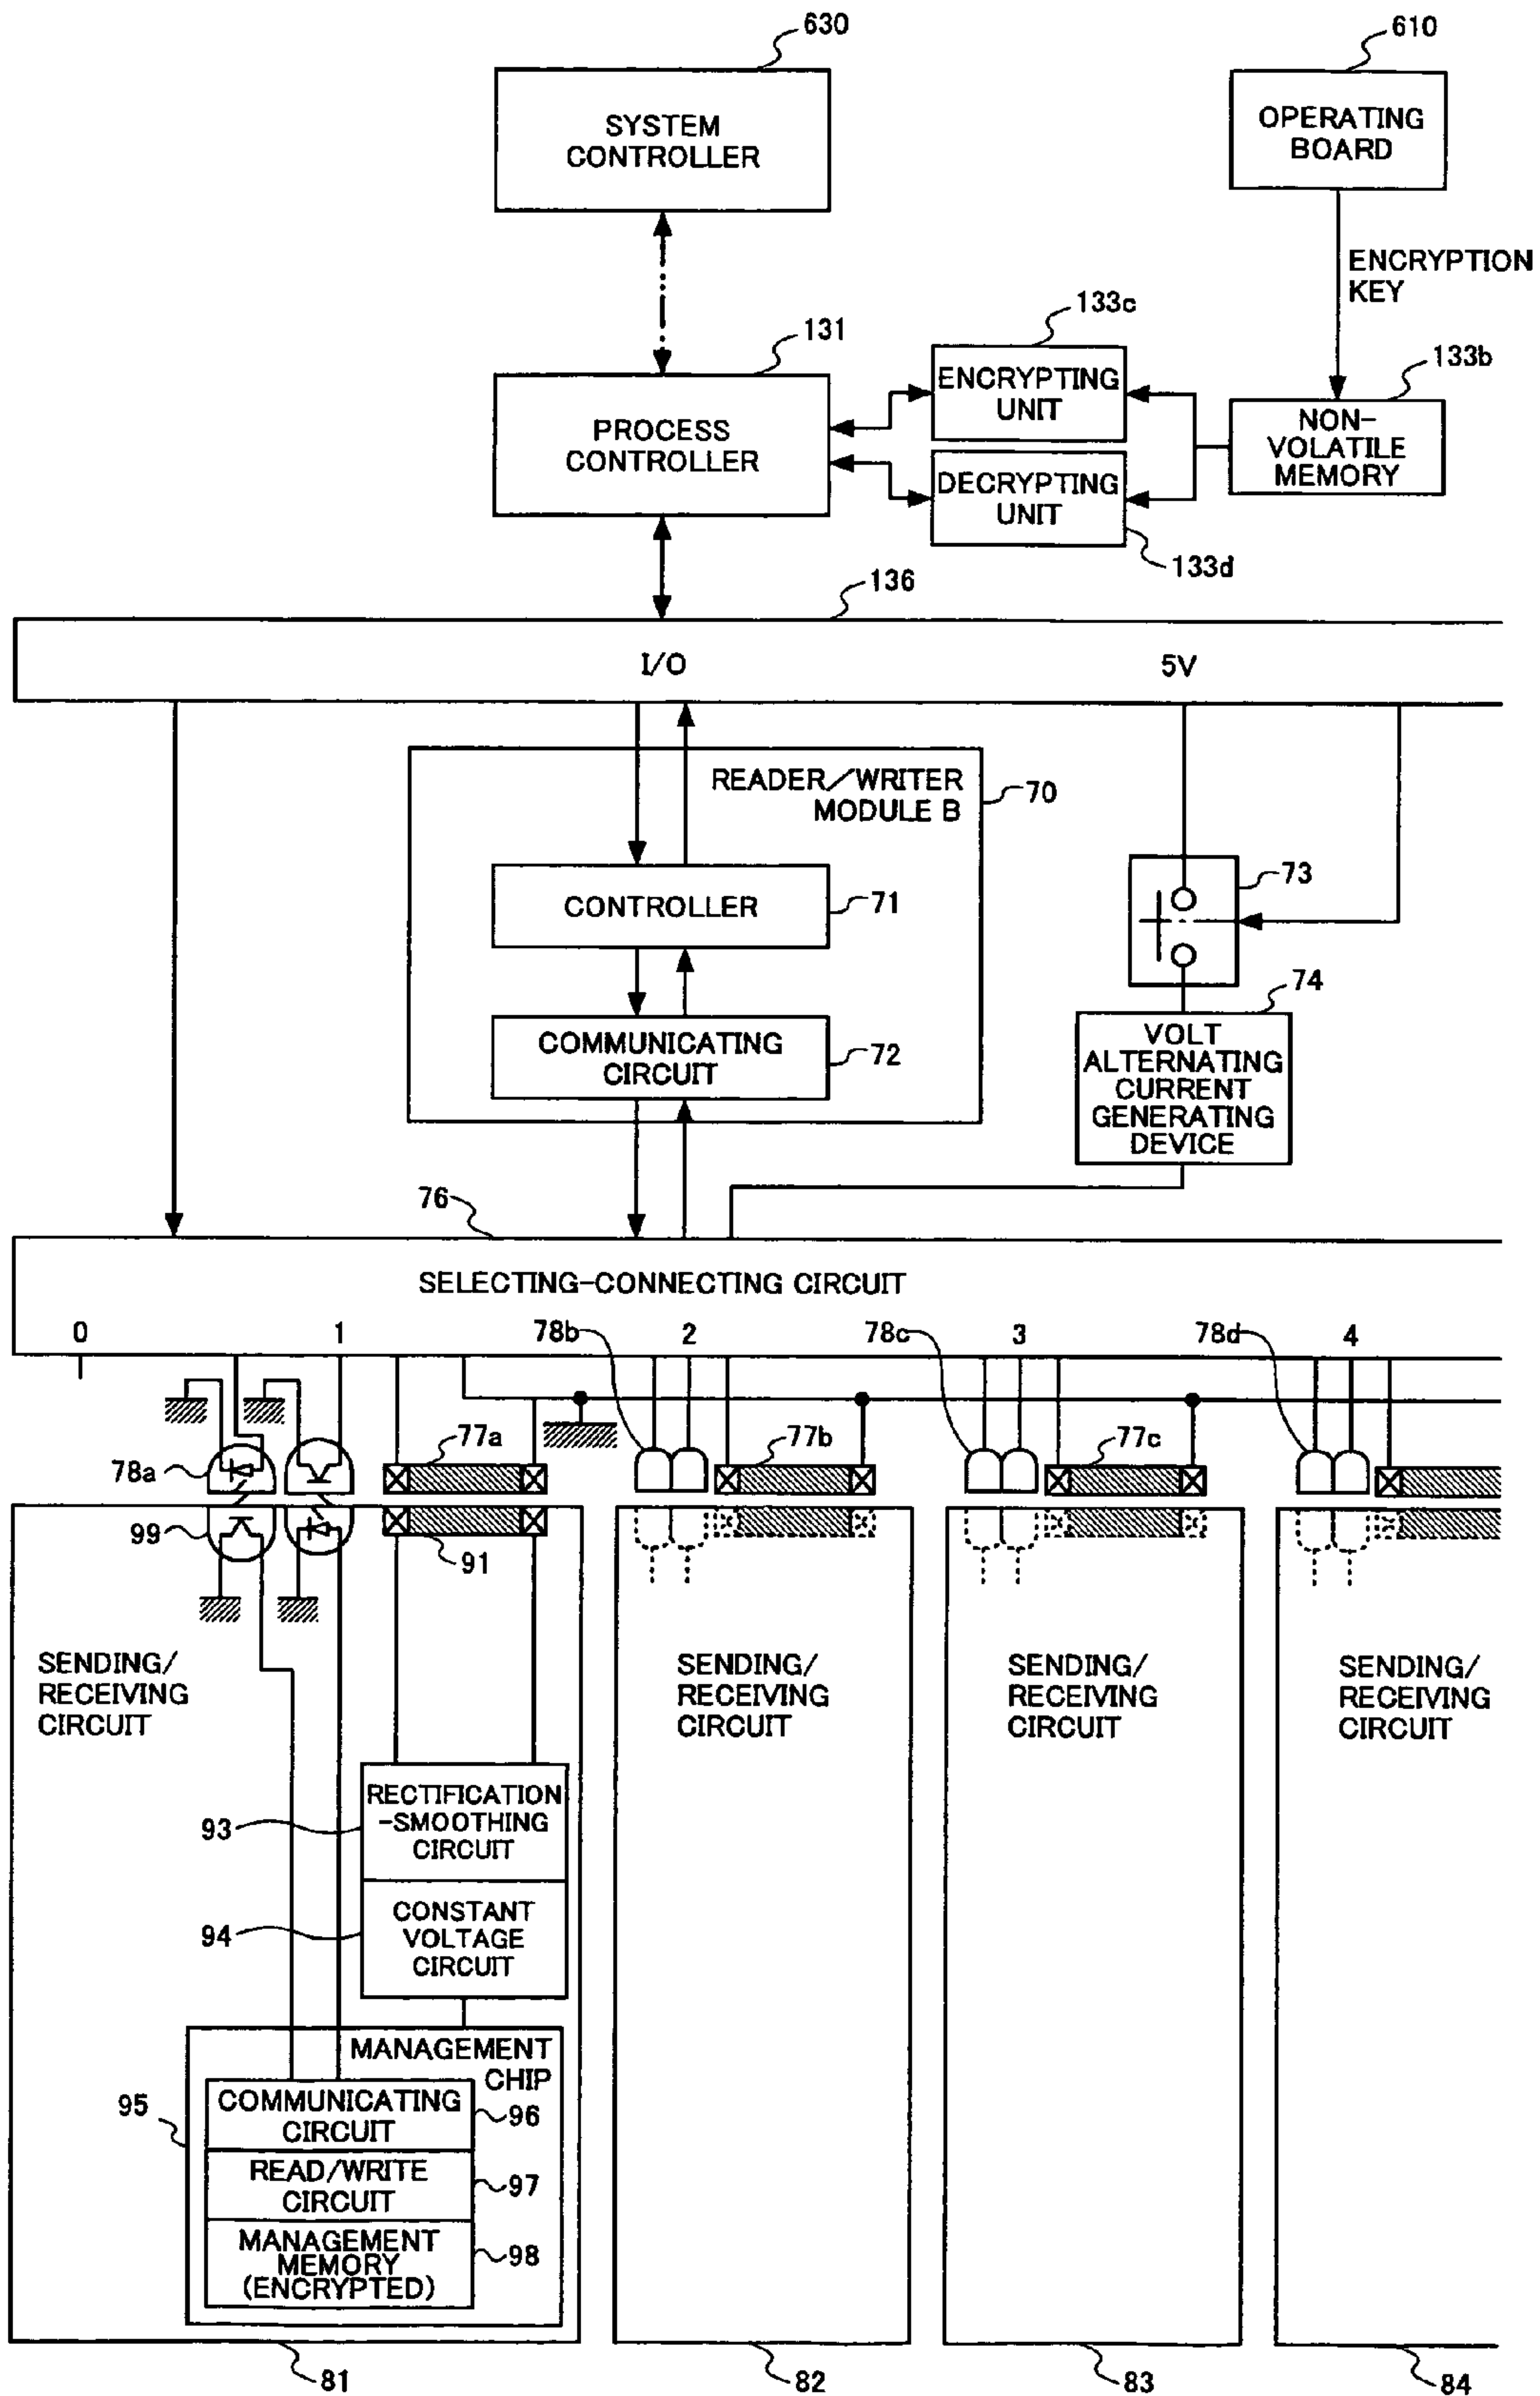 630
610
SYSTEM
CONTROLLER
OPERATING
BOARD
ENCRYPTION
KEY
131
133c
133b
PROCESS
CONTROLLER
ENCRYPTING
UNIT
NON-
VOLATILE
MEMORY
DECRYPTING
UNIT
133d
136
I/O
5V
READER/WRITER
MODULE B
70
CONTROLLER
71
73
COMMUNICATING
CIRCUIT
72
74
VOLT
ALTERNATING
CURRENT
GENERATING
DEVICE
76
SELECTING-CONNECTING CIRCUIT
0
1
78b
2
78c
3
78d
4
78a
77a
77b
77c
99
91
SENDING/
RECEIVING
CIRCUIT
SENDING/
RECEIVING
CIRCUIT
SENDING/
RECEIVING
CIRCUIT
SENDING/
RECEIVING
CIRCUIT
93
RECTIFICATION
-SMOOTHING
CIRCUIT
94
CONSTANT
VOLTAGE
CIRCUIT
MANAGEMENT
CHIP
95
COMMUNICATING
CIRCUIT
96
READ/WRITE
CIRCUIT
97
MANAGEMENT
MEMORY
(ENCRYPTED)
98
81
82
83
84